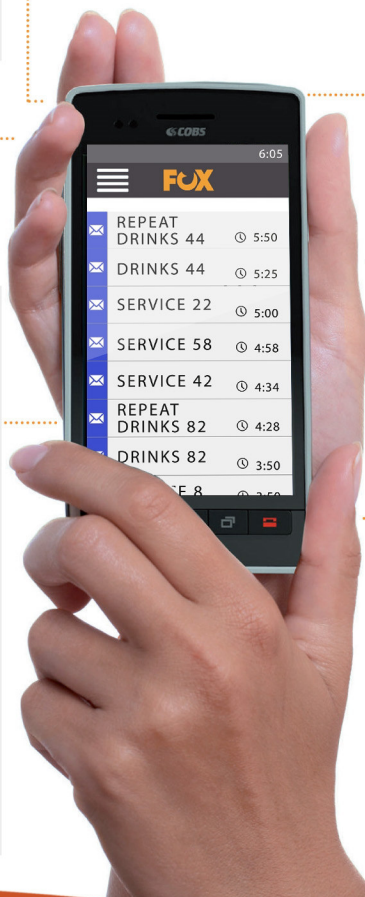 COBS
6:05
FOX
REPEAT
DRINKS 44 5:50
DRINKS 44 5:25
SERVICE 22 5:00
SERVICE 58 4:58
SERVICE 42 4:34
REPEAT
DRINKS 82 4:28
DRINKS 82 3:50
8